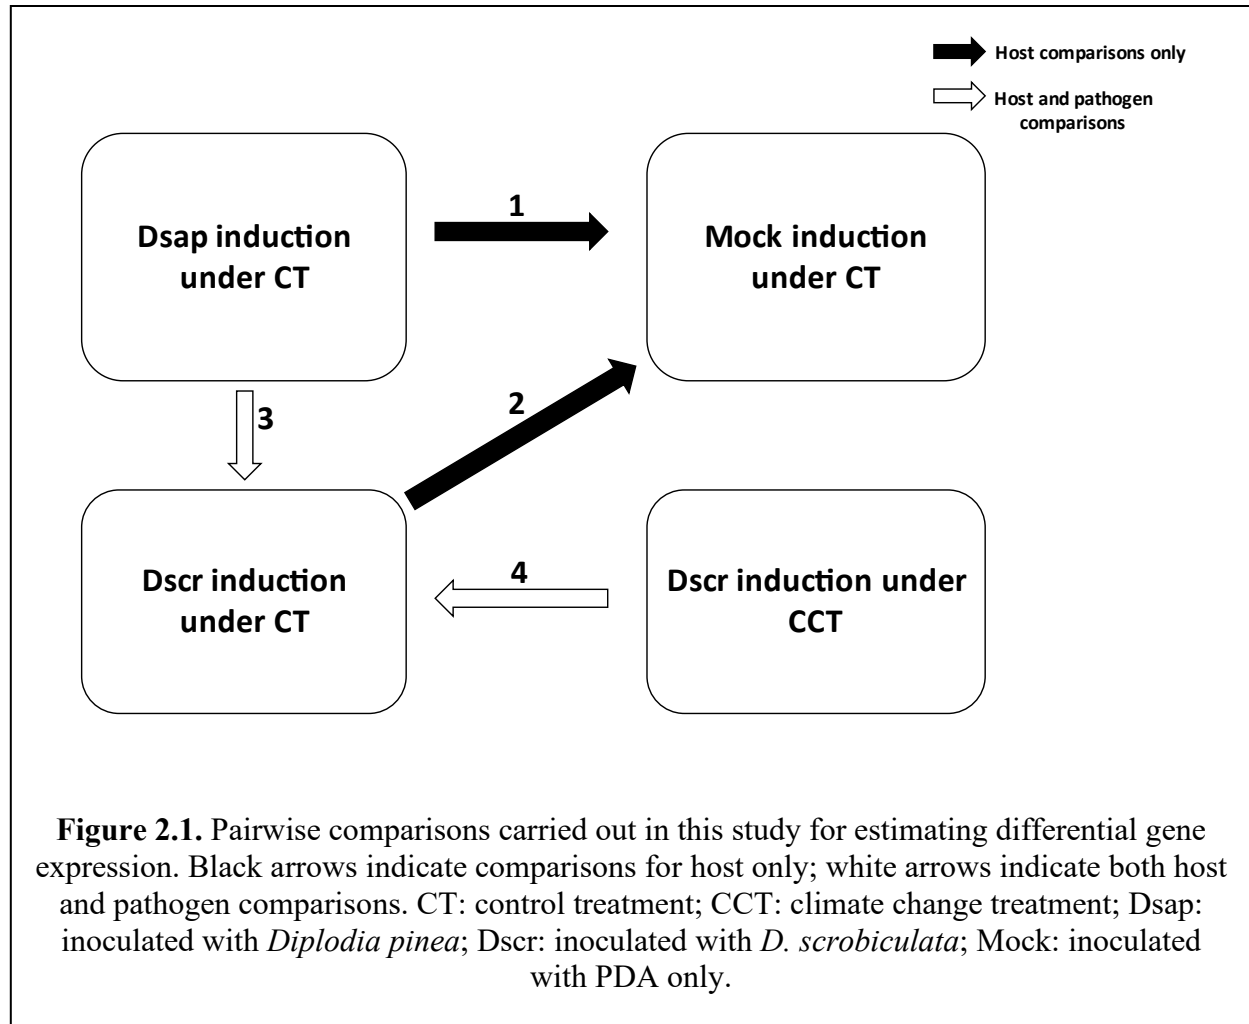 Host comparisons only
Host and pathogen
comparisons
Dsap induction
under CT
1
Mock induction
under CT
3
2
Dscr induction
under CT
4
Dscr induction under
CCT
Figure 2.1. Pairwise comparisons carried out in this study for estimating differential gene
expression. Black arrows indicate comparisons for host only; white arrows indicate both host
and pathogen comparisons. CT: control treatment; CCT: climate change treatment; Dsap:
inoculated with Diplodia pinea; Dscr: inoculated with D. scrobiculata; Mock: inoculated
with PDA only.